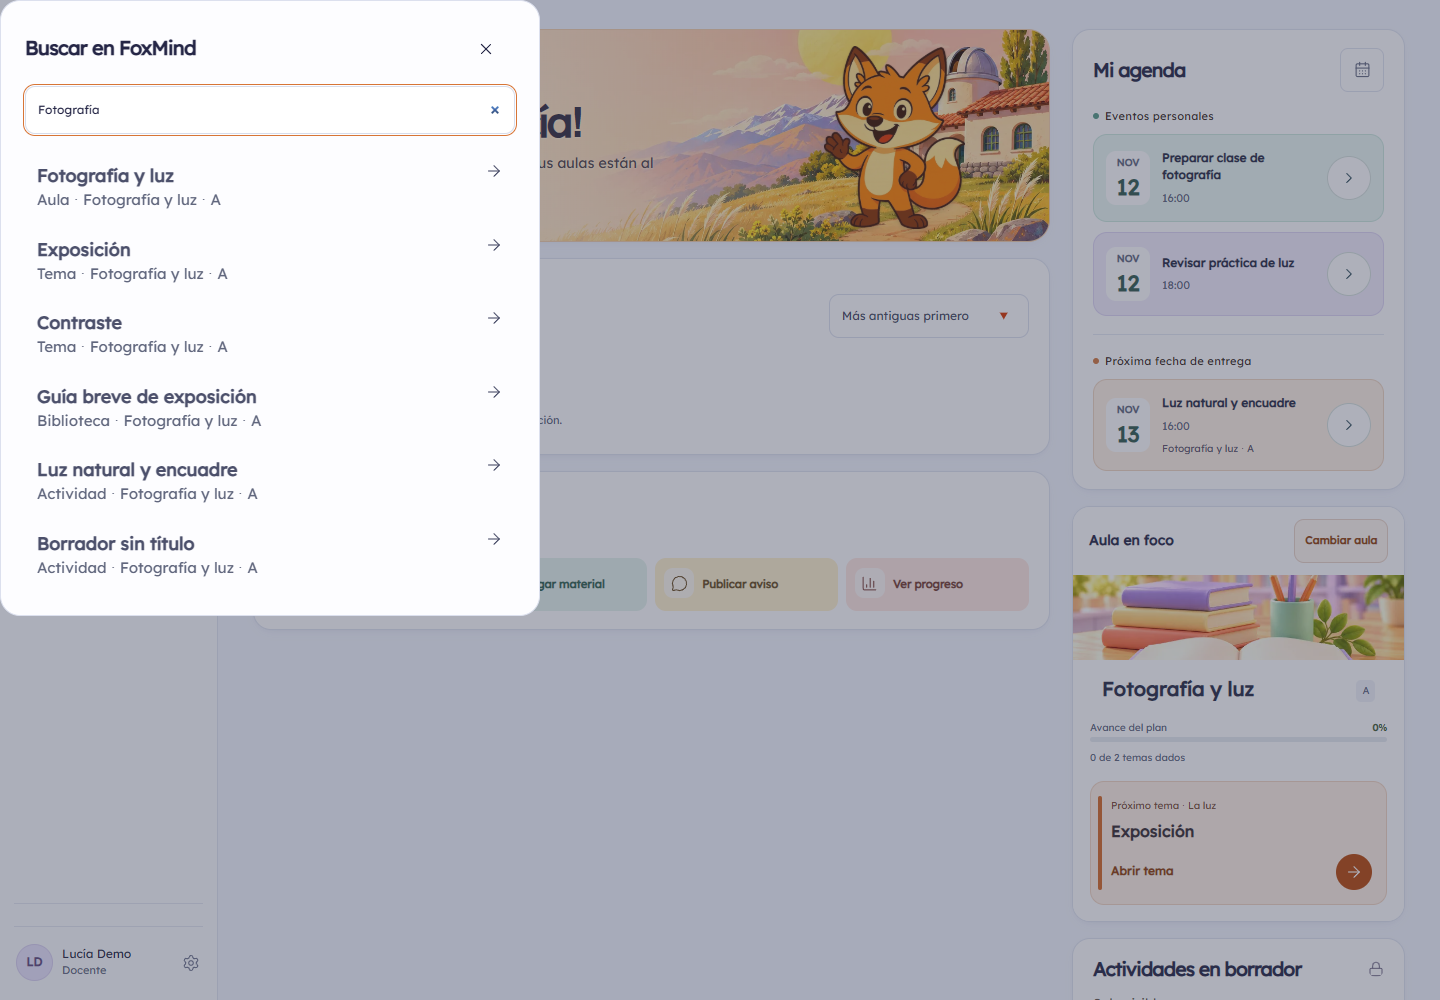 Buscar en FoxMind
Fotografía
Fotografía y luz
Aula · Fotografía y luz · A
Exposición
Tema · Fotografía y luz · A
Contraste
Tema · Fotografía y luz · A
Guía breve de exposición
Biblioteca · Fotografía y luz · A
Luz natural y encuadre
Actividad · Fotografía y luz · A
Borrador sin título
Actividad · Fotografía y luz · A
ía!
us aulas están al
Más antiguas primero
ción.
gar material
Publicar aviso
Ver progreso
LD
Lucía Demo
Docente
Mi agenda
Eventos personales
NOV
12
Preparar clase de
fotografía
16:00
NOV
12
Revisar práctica de luz
18:00
Próxima fecha de entrega
NOV
13
Luz natural y encuadre
16:00
Fotografía y luz · A
Aula en foco
Cambiar aula
Fotografía y luz
A
Avance del plan
0%
0 de 2 temas dados
Próximo tema · La luz
Exposición
Abrir tema
Actividades en borrador